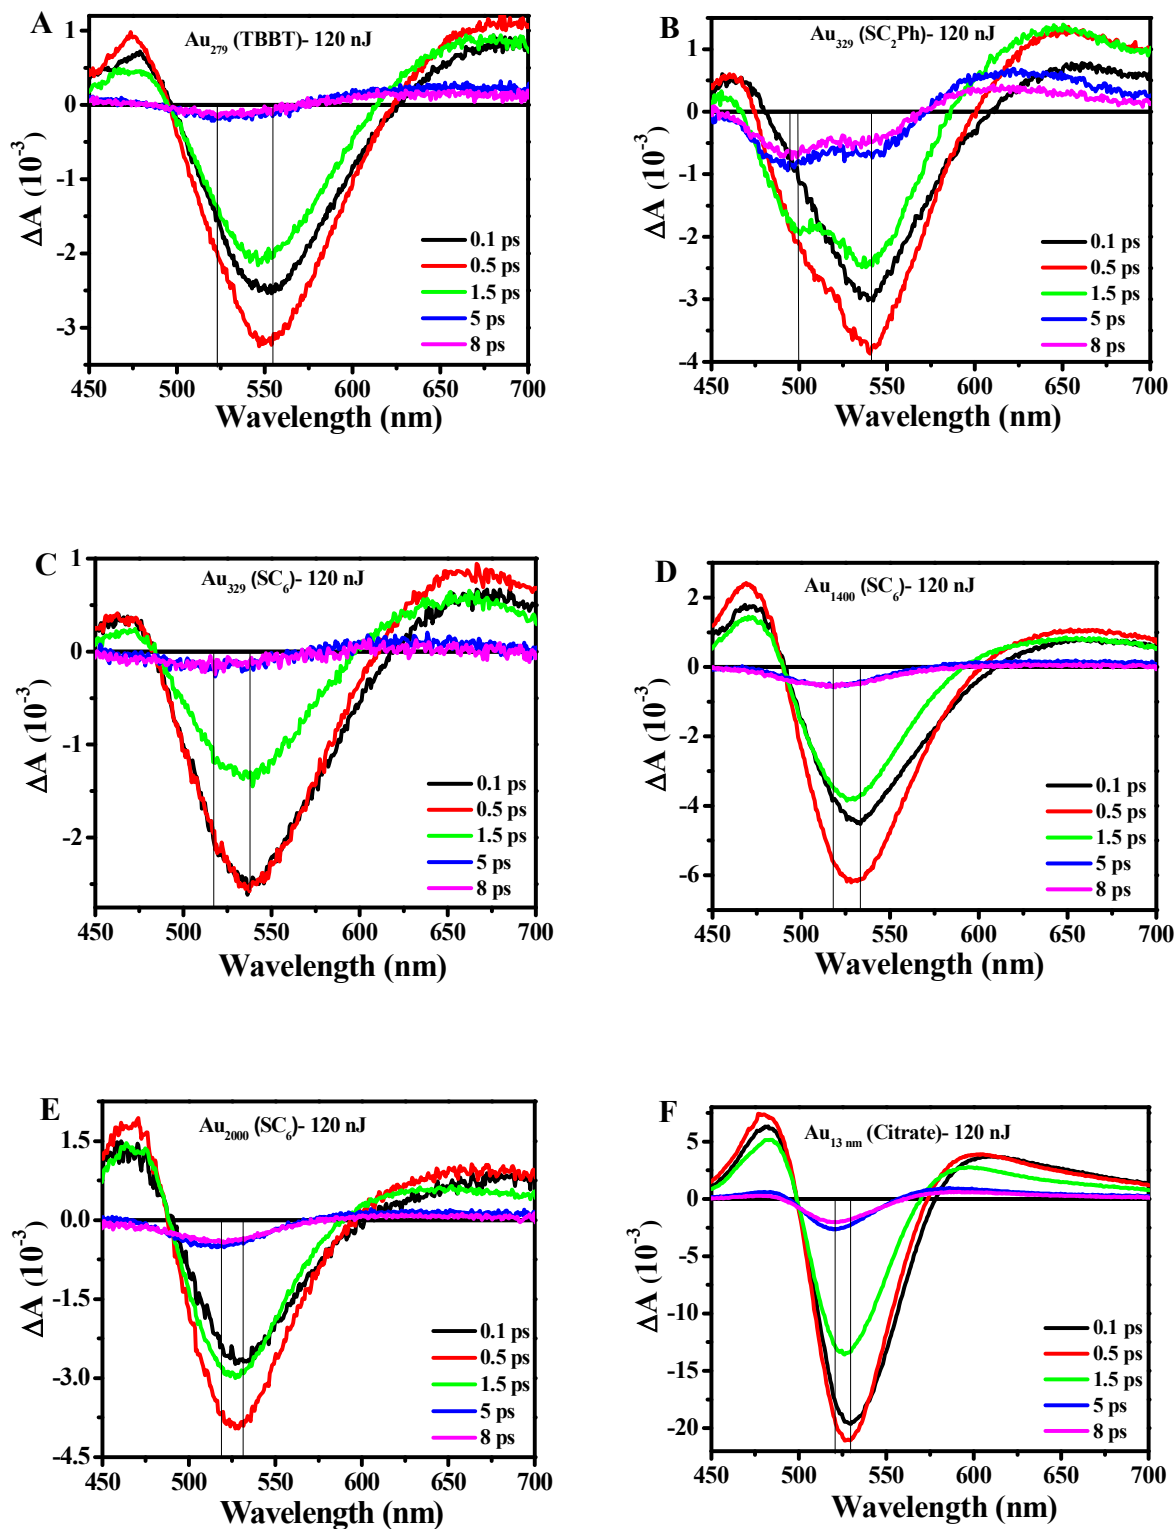 A
Au279 (TBBT)- 120 nJ
1
0
-1
-2
-3
ΔA (10-3)
0.1 ps
0.5 ps
1.5 ps
5 ps
8 ps
450 500 550 600 650 700
Wavelength (nm)
B
Au329 (SC2Ph)- 120 nJ
1
0
-1
-2
-3
-4
ΔA (10-3)
0.1 ps
0.5 ps
1.5 ps
5 ps
8 ps
450 500 550 600 650 700
Wavelength (nm)
C
Au329 (SC6)- 120 nJ
1
0
-1
-2
ΔA (10-3)
0.1 ps
0.5 ps
1.5 ps
5 ps
8 ps
450 500 550 600 650 700
Wavelength (nm)
D
Au1400 (SC6)- 120 nJ
2
0
-2
-4
-6
ΔA (10-3)
0.1 ps
0.5 ps
1.5 ps
5 ps
8 ps
450 500 550 600 650 700
Wavelength (nm)
E
Au2000 (SC6)- 120 nJ
1.5
0.0
-1.5
-3.0
-4.5
ΔA (10-3)
0.1 ps
0.5 ps
1.5 ps
5 ps
8 ps
450 500 550 600 650 700
Wavelength (nm)
F
Au13 nm (Citrate)- 120 nJ
5
0
-5
-10
-15
-20
ΔA (10-3)
0.1 ps
0.5 ps
1.5 ps
5 ps
8 ps
450 500 550 600 650 700
Wavelength (nm)